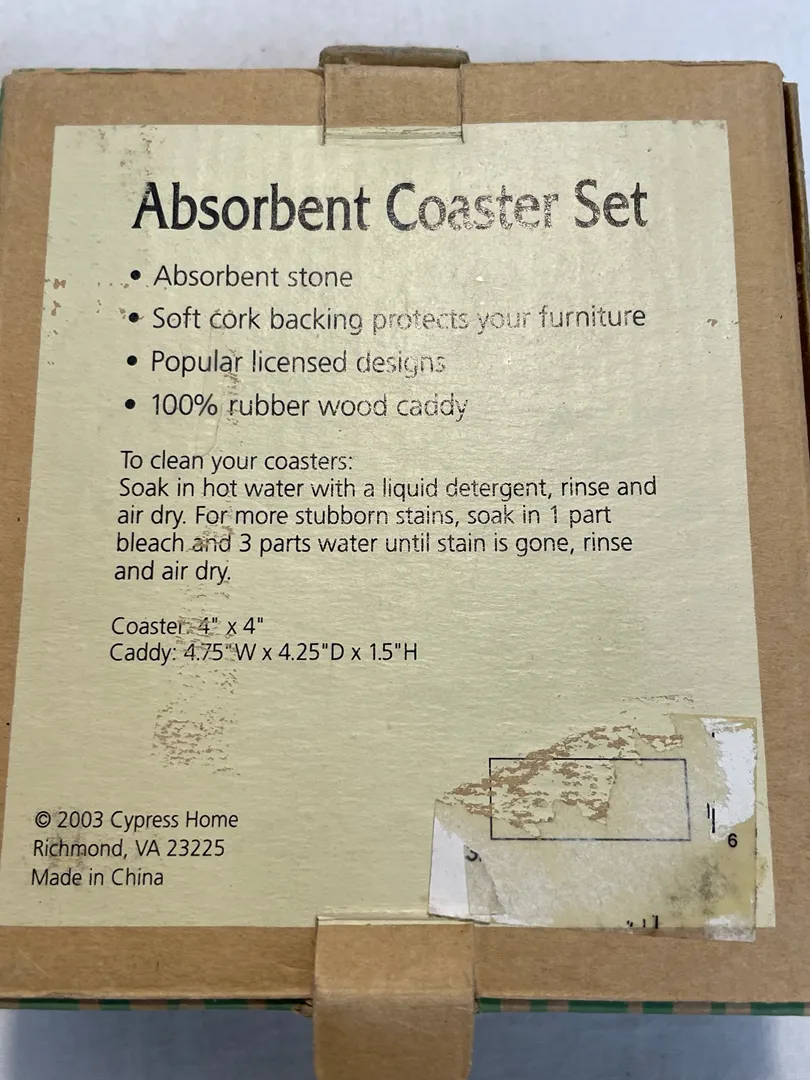 Absorbent Coaster Set
• Absorbent stone
• Soft cork backing protects your furniture
• Popular licensed designs
• 100% rubber wood caddy
To clean your coasters:
Soak in hot water with a liquid detergent, rinse and
air dry. For more stubborn stains, soak in 1 part
bleach and 3 parts water until stain is gone, rinse
and air dry.
Coaster: 4" x 4"
Caddy: 4.75"W x 4.25"D x 1.5"H
6
© 2003 Cypress Home
Richmond, VA 23225
Made in China